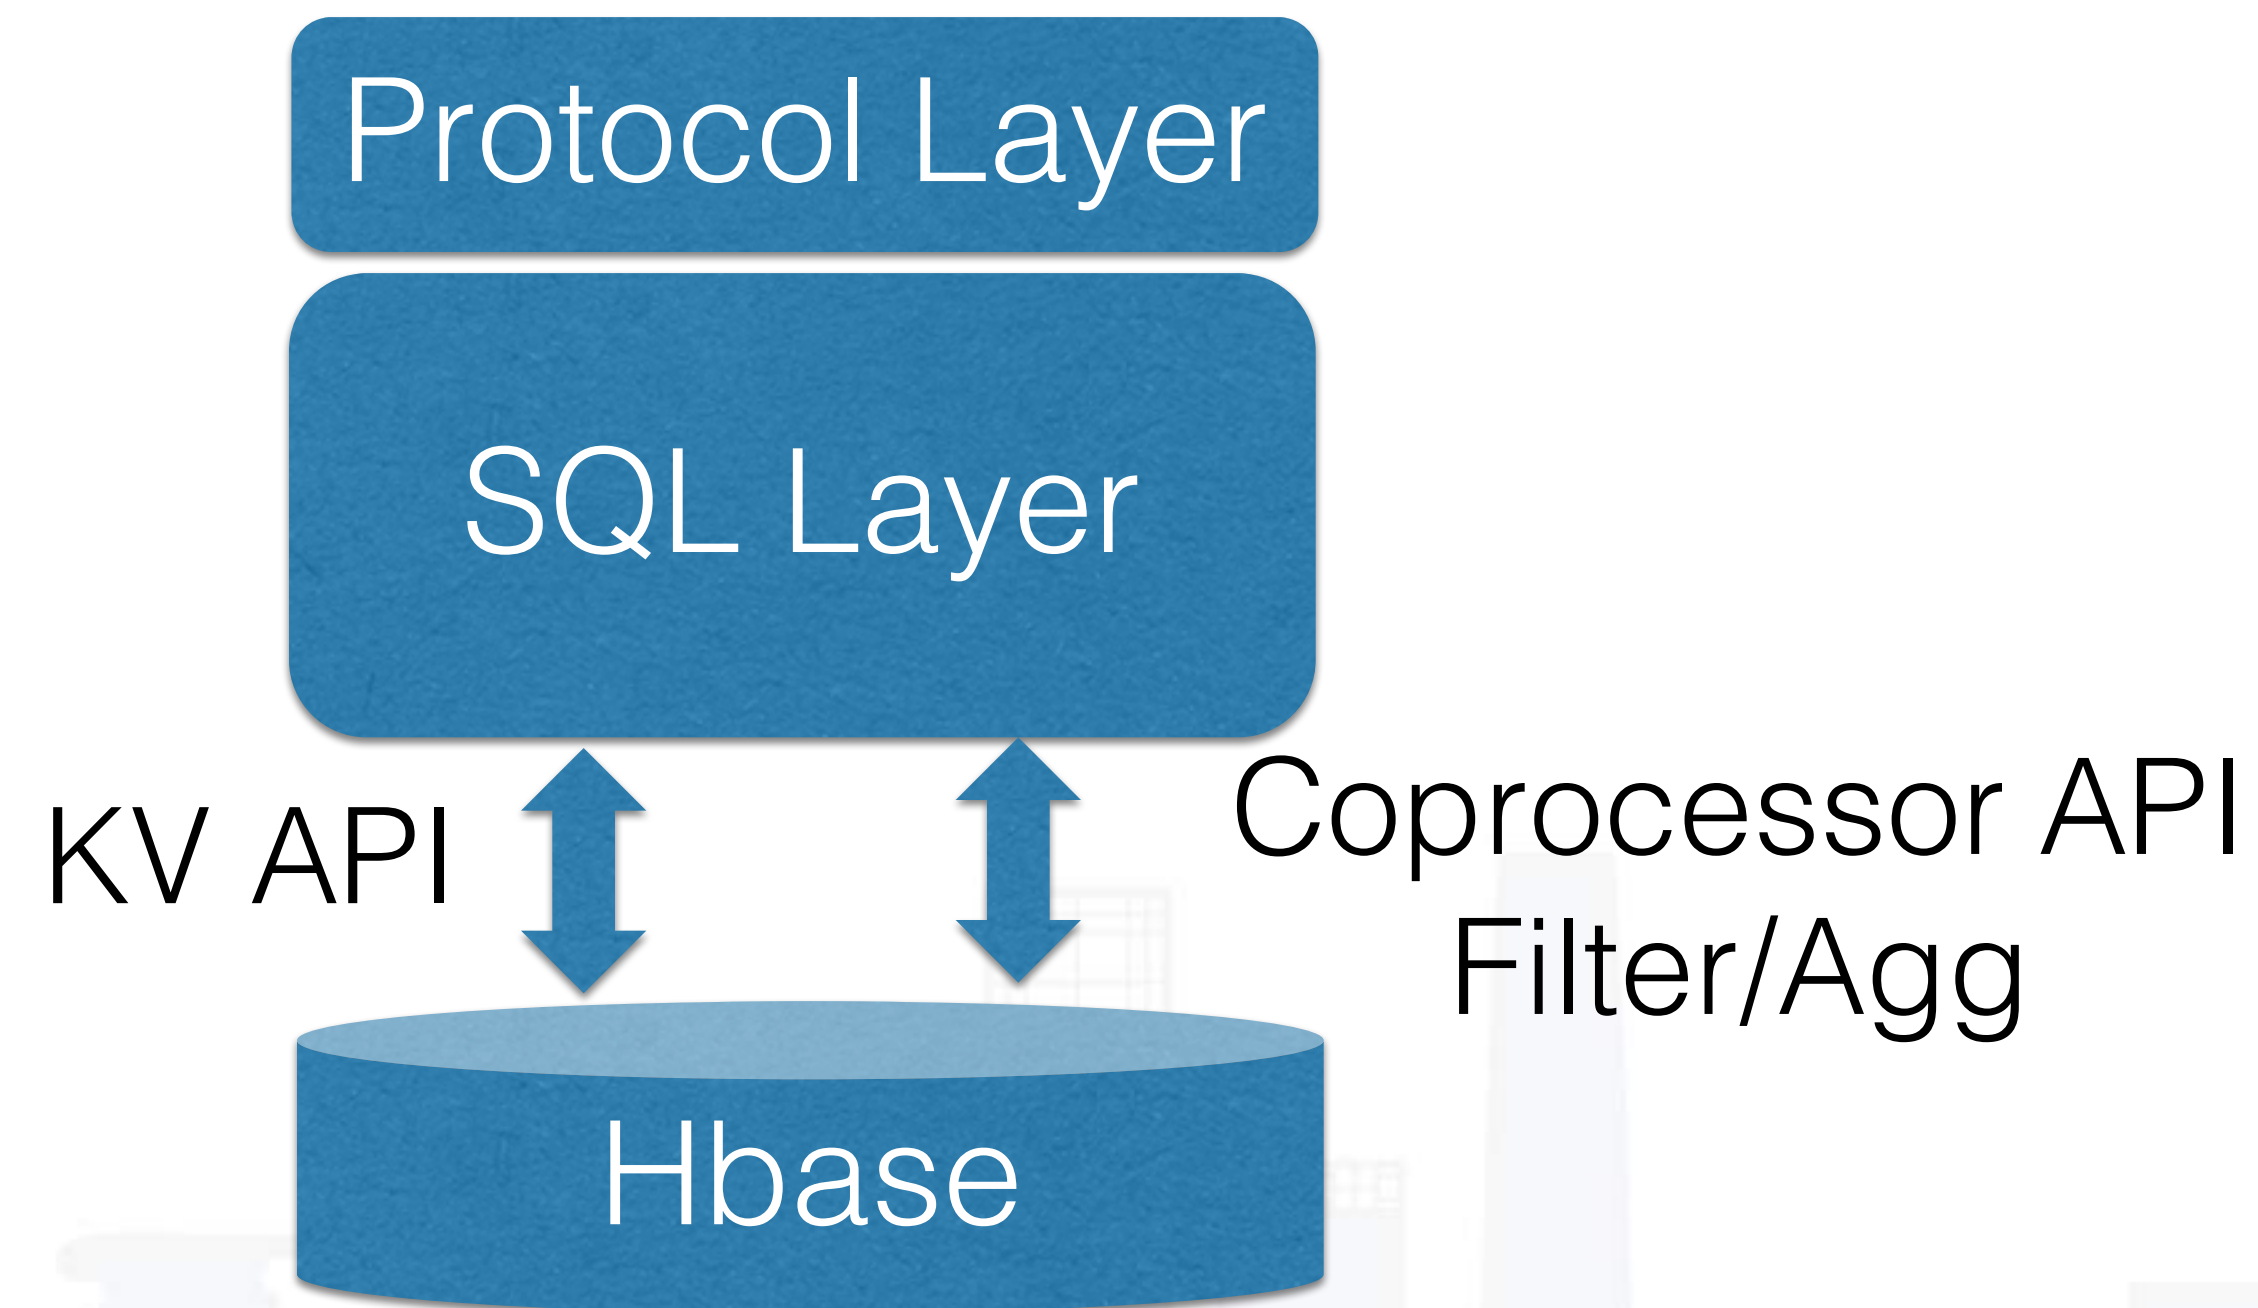 Protocol Layer
SQL Layer
KV API
Coprocessor API
Filter/Agg
Hbase